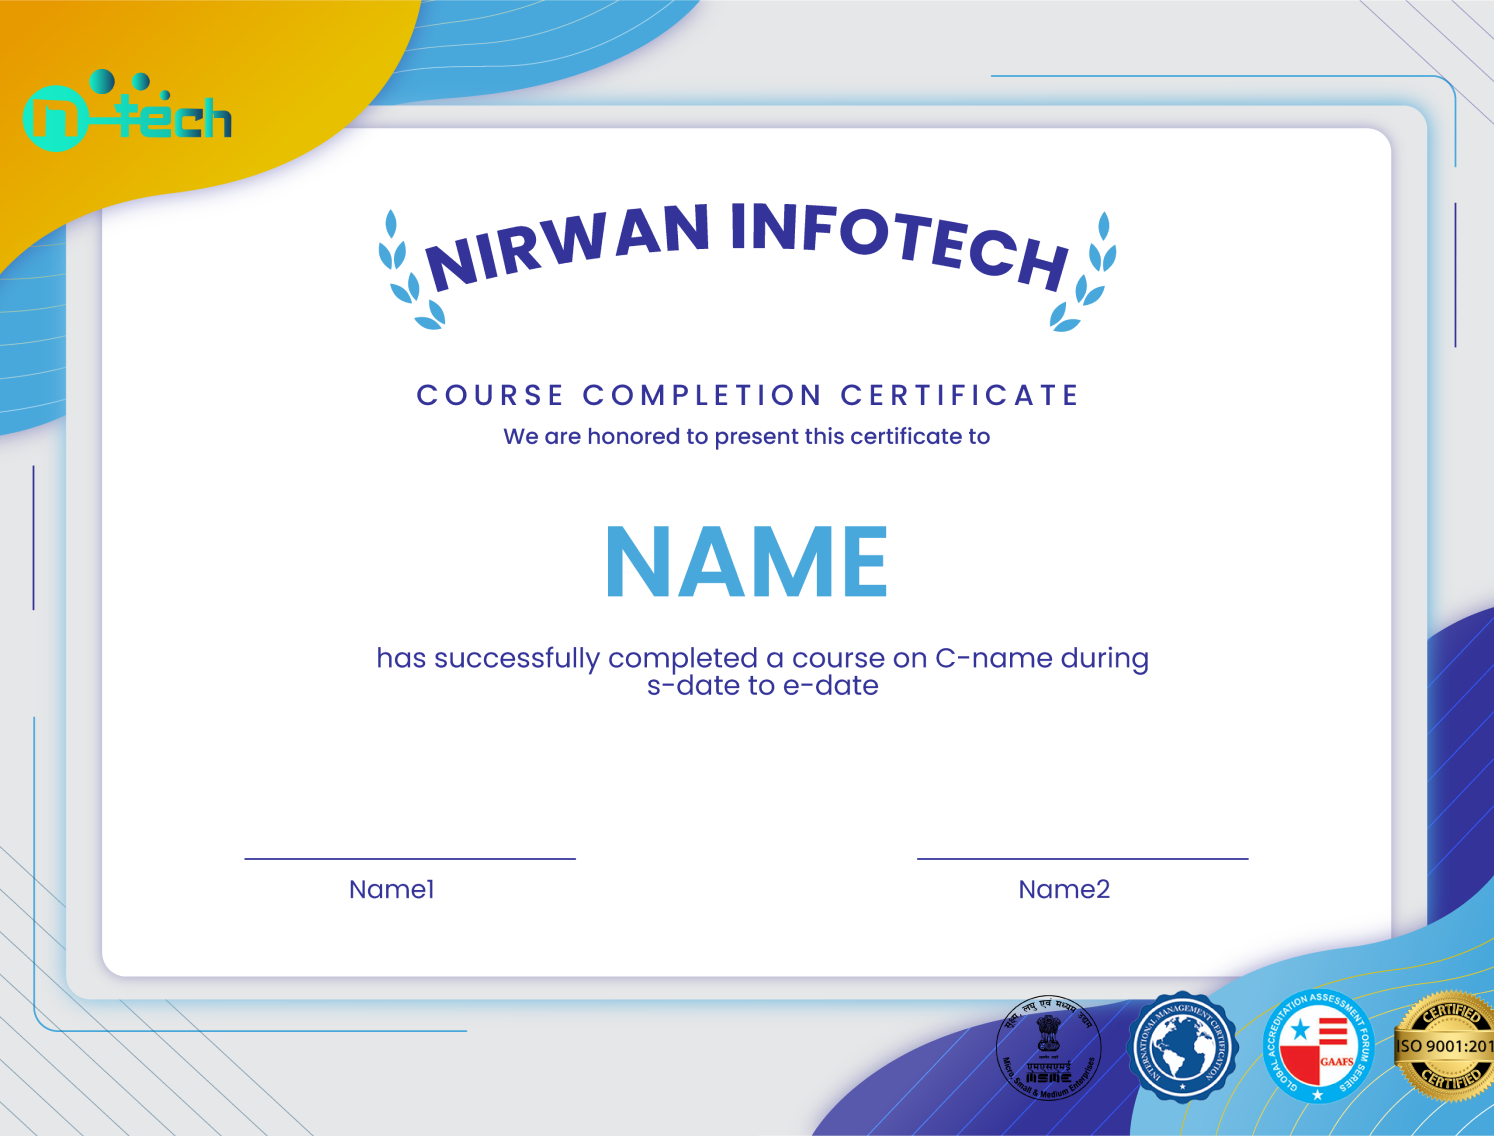 n-tech
NIRWAN INFOTECH
COURSE COMPLETION CERTIFICATE
We are honored to present this certificate to
NAME
has successfully completed a course on C-name during
s-date to e-date
Name1
Name2
सूक्ष्म, लघु एवं मध्यम उद्यम
एमएसएमई
MSME
Micro, Small & Medium Enterprises
INTERNATIONAL MANAGEMENT CERTIFICATION
GLOBAL ACCREDITATION ASSESSMENT FORUM SERIES
GAAFS
CERTIFIED
ISO 9001:201
CERTIFIED